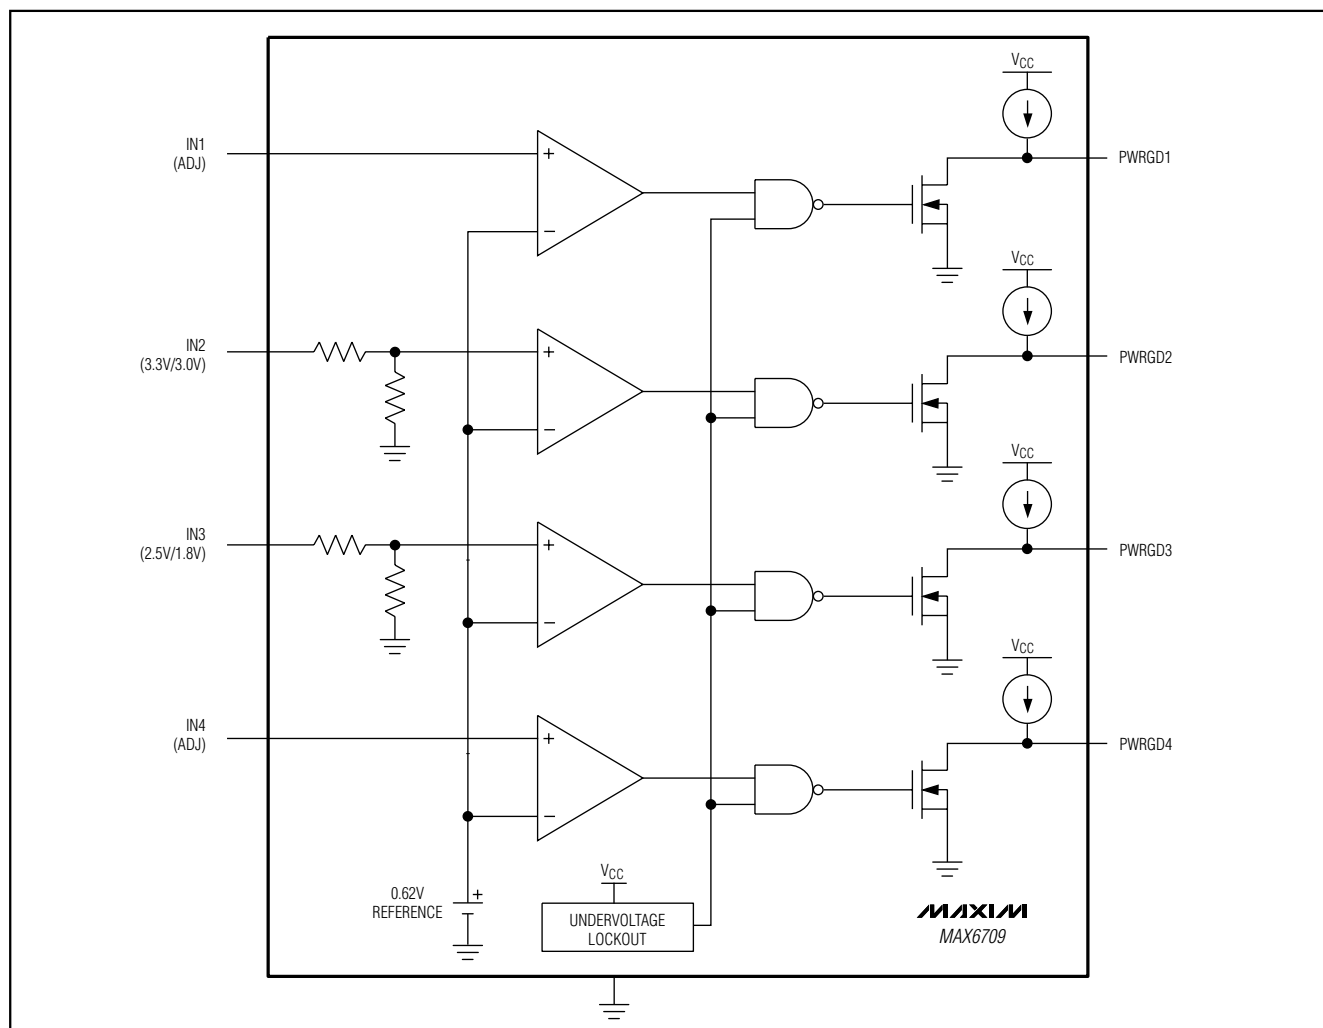 VCC
IN1
(ADJ)
+
−
PWRGD1
VCC
IN2
(3.3V/3.0V)
+
−
PWRGD2
VCC
IN3
(2.5V/1.8V)
+
−
PWRGD3
VCC
IN4
(ADJ)
+
−
PWRGD4
0.62V
REFERENCE
+
VCC
UNDERVOLTAGE
LOCKOUT
MAXIM
MAX6709